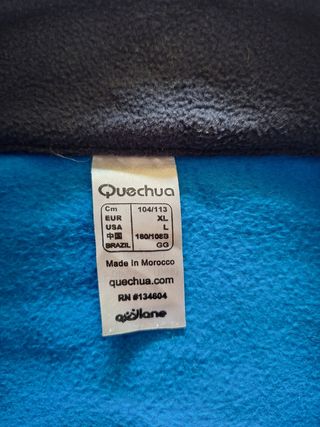 Quechua
Cm 104/113
EUR XL
USA L
中国 180/108B
BRAZIL GG
Made In Morocco
quechua.com
RN #134604